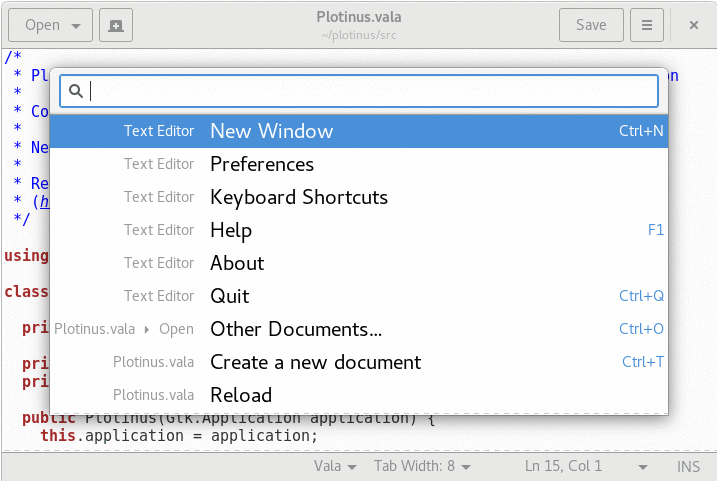 Open
Plotinus.vala
~/plotinus/src
Save
/*
* Pl
on
*
* Co
*
* Ne
*
* Re
* (h
*/
using
class
pri
pri
pri
public Plotinus(Gtk.Application application) {
this.application = application;
Text Editor New Window Ctrl+N
Text Editor Preferences
Text Editor Keyboard Shortcuts
Text Editor Help F1
Text Editor About
Text Editor Quit Ctrl+Q
Plotinus.vala ▸ Open Other Documents... Ctrl+O
Plotinus.vala Create a new document Ctrl+T
Plotinus.vala Reload
Vala Tab Width: 8 Ln 15, Col 1 INS